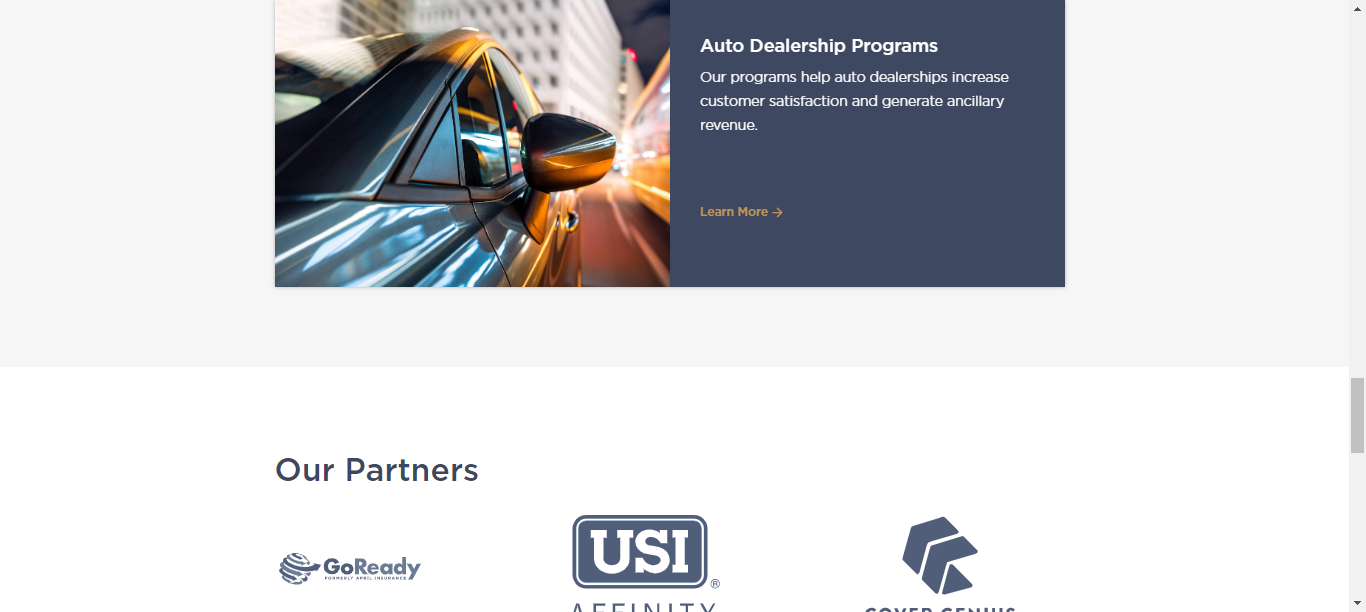 Auto Dealership Programs
Our programs help auto dealerships increase
customer satisfaction and generate ancillary
revenue.
Learn More →
Our Partners
GoReady
FORMERLY APRIL INSURANCE
USI
®
AFFINITY
COVER GENIUS